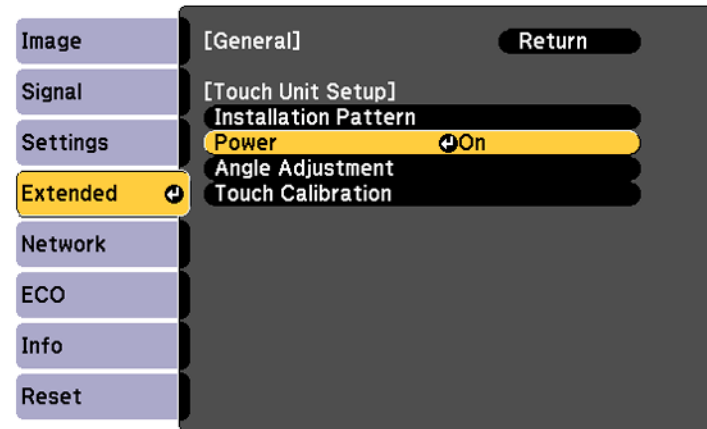 Image
Signal
Settings
Extended
Network
ECO
Info
Reset
[General] Return
[Touch Unit Setup]
Installation Pattern
Power On
Angle Adjustment
Touch Calibration